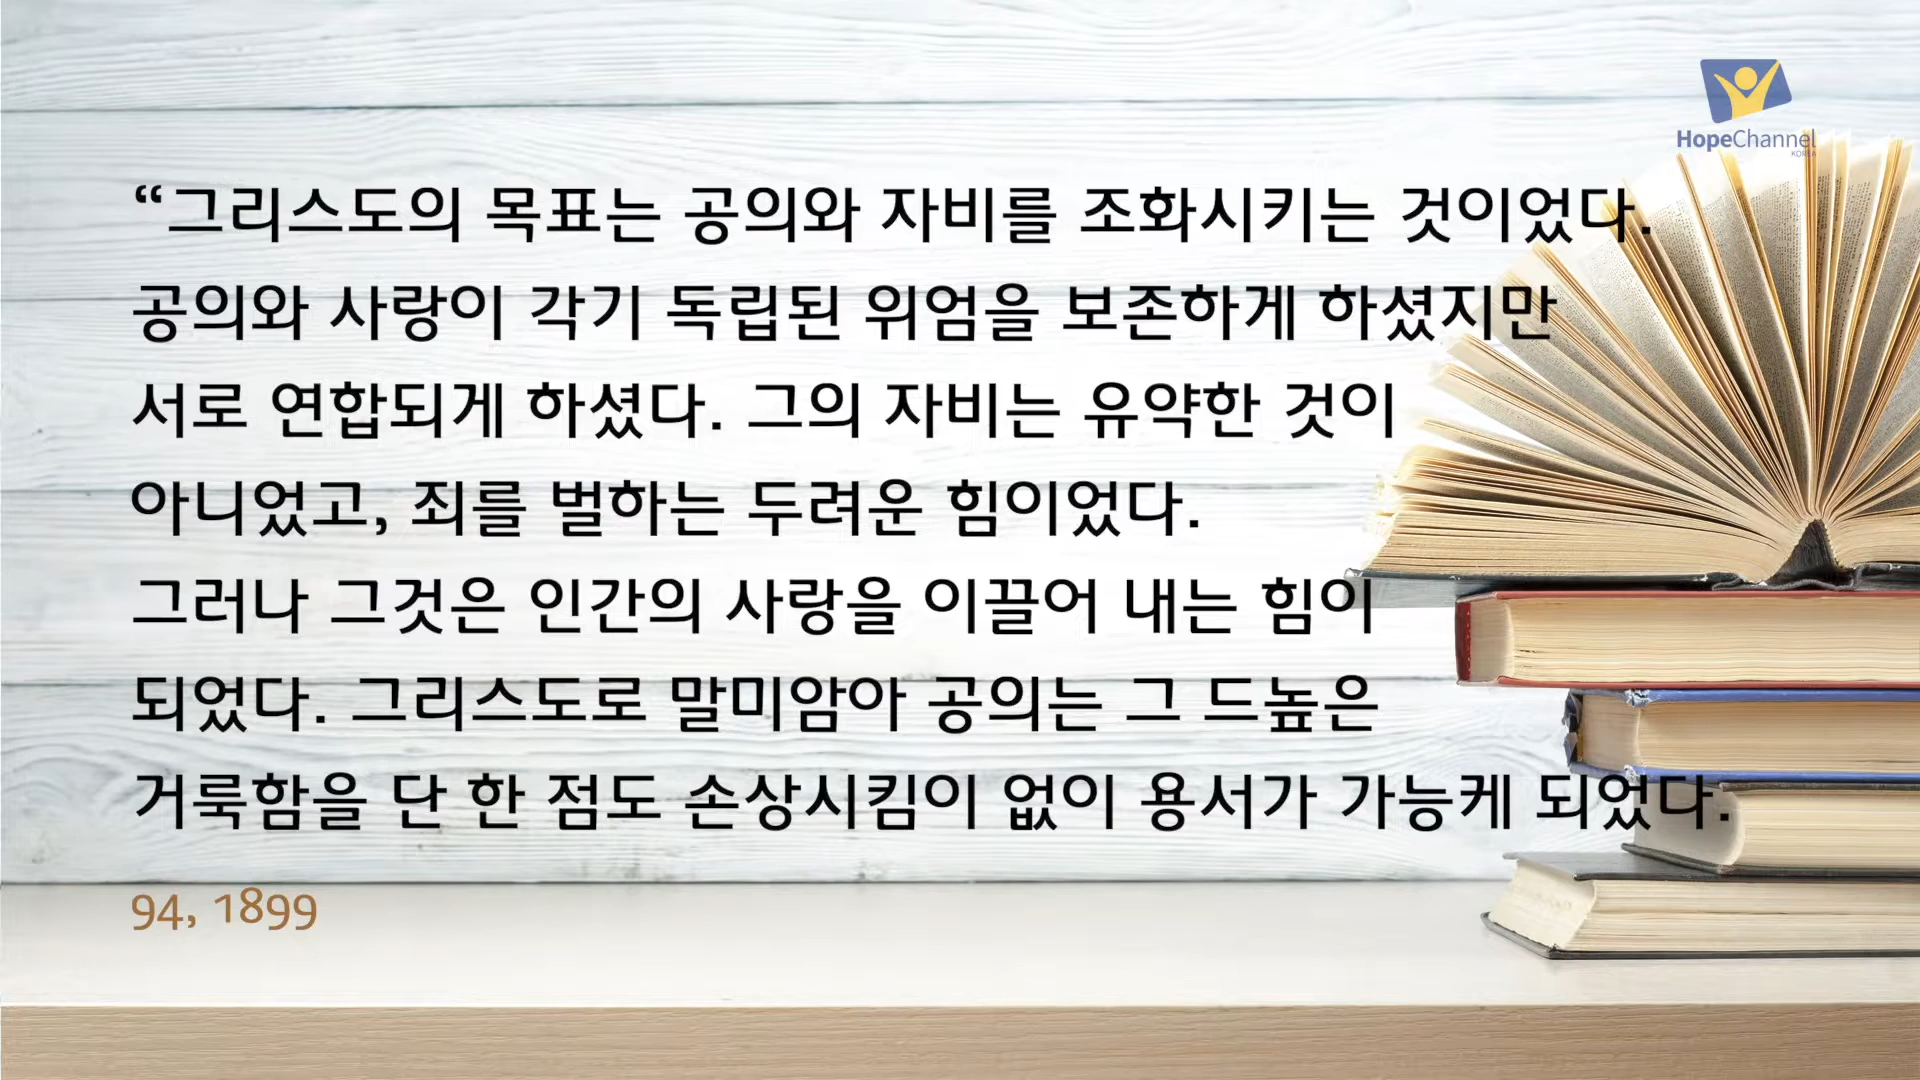 HopeChannel
KOREA
“그리스도의 목표는 공의와 자비를 조화시키는 것이었다.
공의와 사랑이 각기 독립된 위엄을 보존하게 하셨지만
서로 연합되게 하셨다. 그의 자비는 유약한 것이
아니었고, 죄를 벌하는 두려운 힘이었다.
그러나 그것은 인간의 사랑을 이끌어 내는 힘이
되었다. 그리스도로 말미암아 공의는 그 드높은
거룩함을 단 한 점도 손상시킴이 없이 용서가 가능케 되었다.
94, 1899